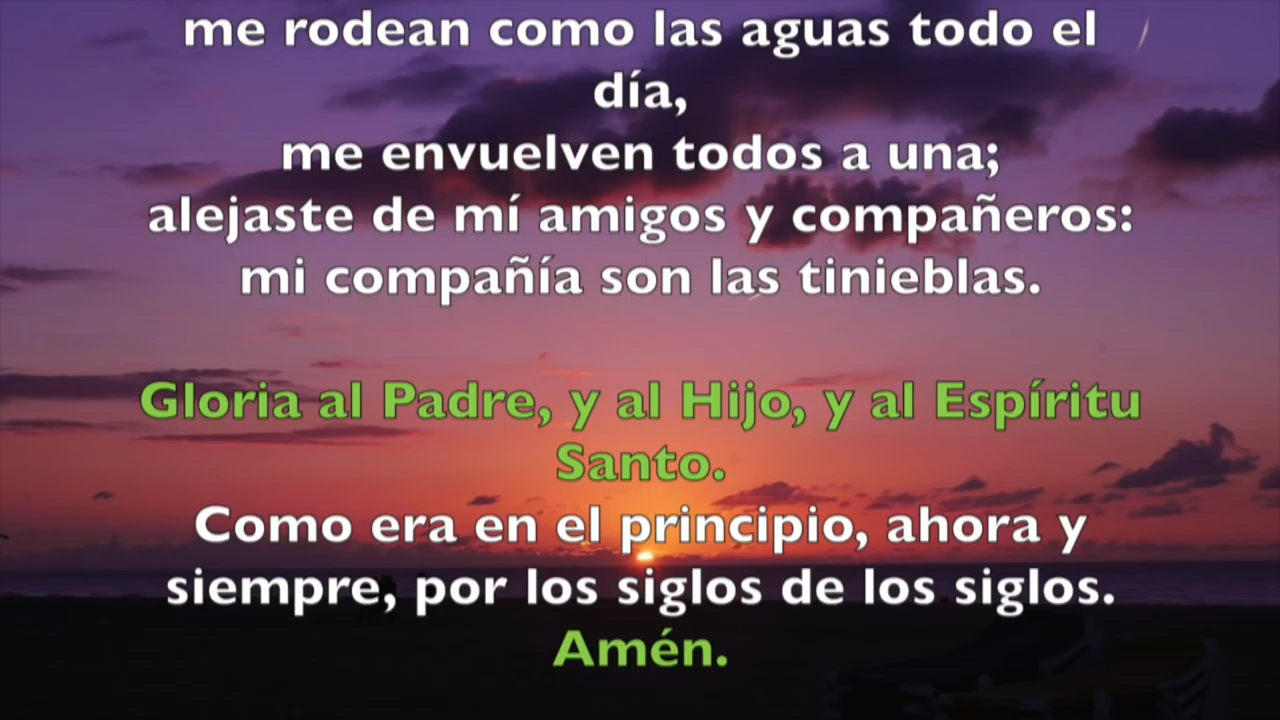 me rodean como las aguas todo el
día,
me envuelven todos a una;
alejaste de mí amigos y compañeros:
mi compañía son las tinieblas.
Gloria al Padre, y al Hijo, y al Espíritu
Santo.
Como era en el principio, ahora y
siempre, por los siglos de los siglos.
Amén.